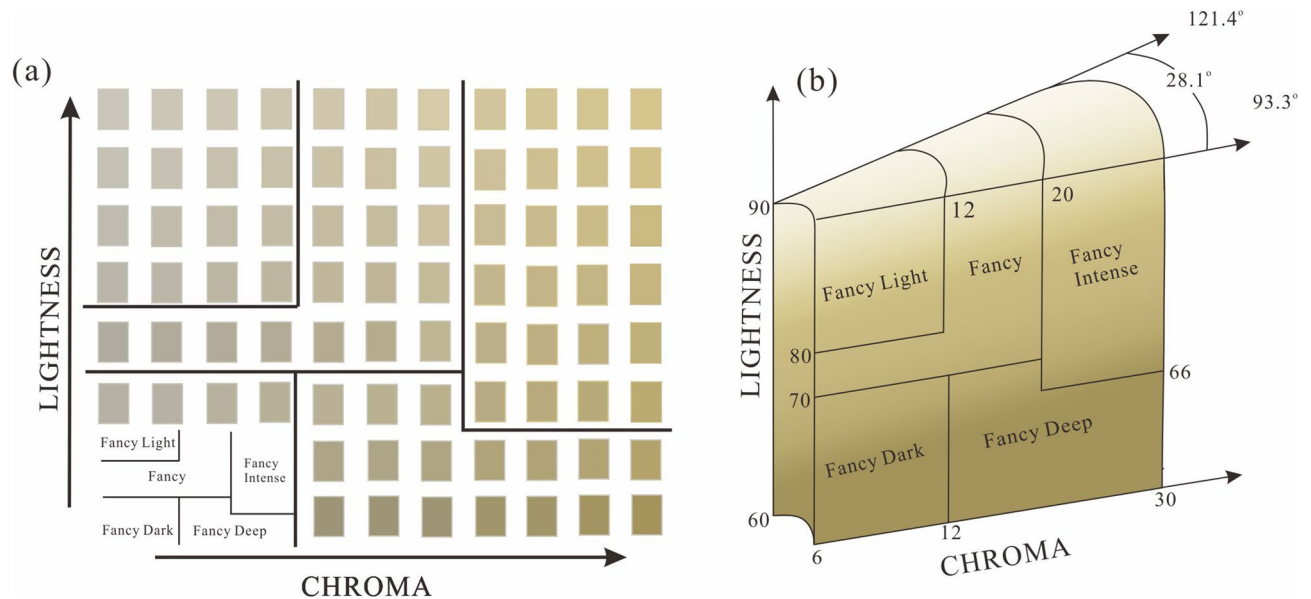 (a)
LIGHTNESS
Fancy Light
Fancy
Fancy
Intense
Fancy Dark
Fancy Deep
CHROMA
(b)
121.4°
28.1°
93.3°
90
12
20
LIGHTNESS
Fancy Light
Fancy
Fancy
Intense
80
70
66
Fancy Dark
Fancy Deep
60
6
12
30
CHROMA